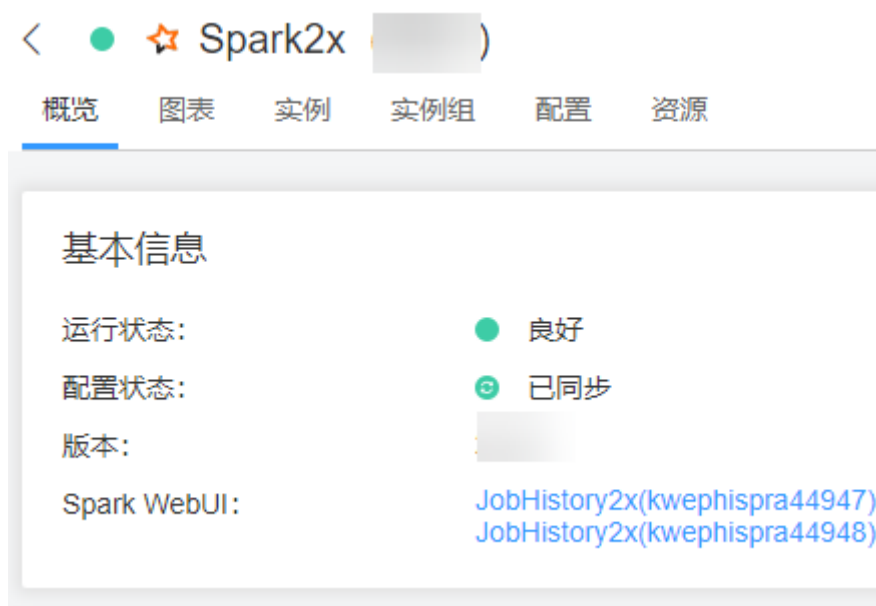 Spark2x )
概览 图表 实例 实例组 配置 资源
基本信息
运行状态: 良好
配置状态: 已同步
版本:
Spark WebUI: JobHistory2x(kwephispra44947)
JobHistory2x(kwephispra44948)